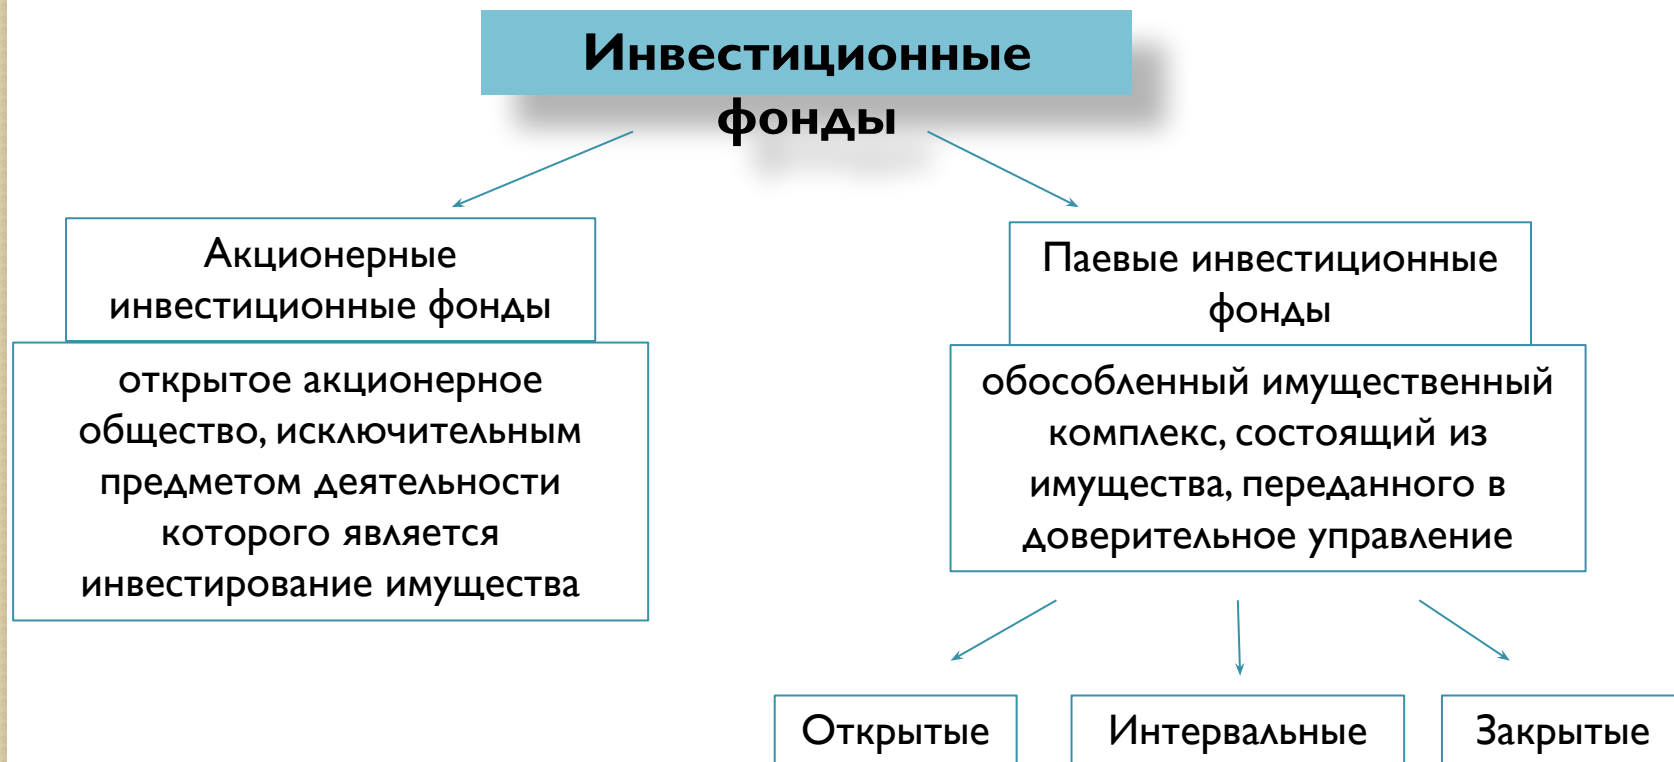 Инвестиционные
фонды
Акционерные
инвестиционные фонды
открытое акционерное
общество, исключительным
предметом деятельности
которого является
инвестирование имущества
Паевые инвестиционные
фонды
обособленный имущественный
комплекс, состоящий из
имущества, переданного в
доверительное управление
Открытые
Интервальные
Закрытые